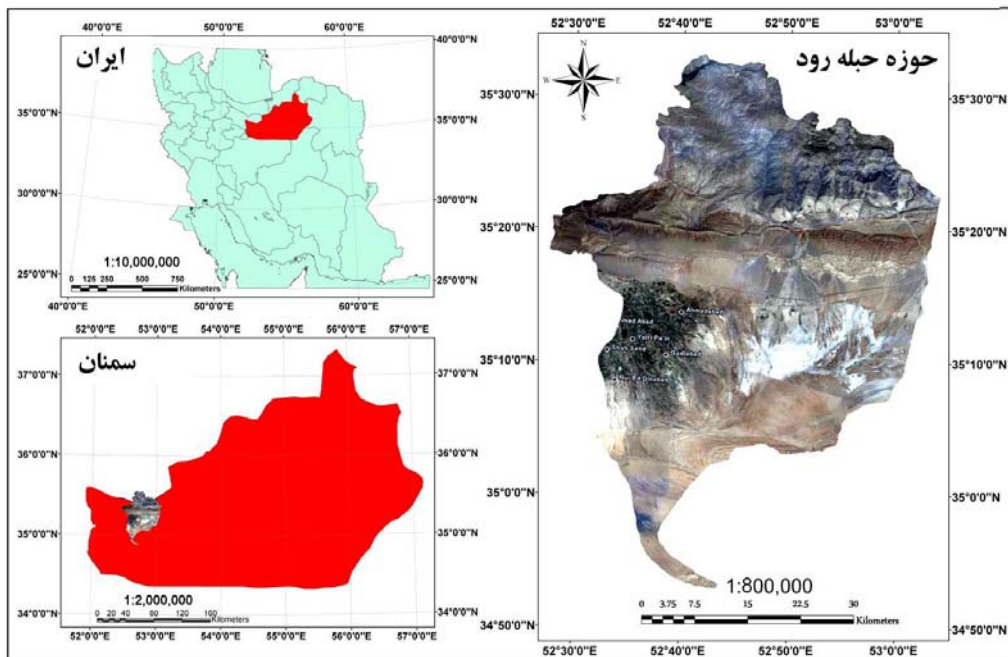 40°0'0"E
50°0'0"E
60°0'0"E
40°0'0"N
ایران
35°0'0"N
35°0'0"N
30°0'0"N
30°0'0"N
1:10,000,000
0 125 250 500 750
Kilometers
25°0'0"N
25°0'0"N
40°0'0"E
50°0'0"E
60°0'0"E
52°0'0"E
53°0'0"E
54°0'0"E
55°0'0"E
56°0'0"E
57°0'0"E
سمنان
37°0'0"N
37°0'0"N
36°0'0"N
36°0'0"N
35°0'0"N
35°0'0"N
1:2,000,000
0 20 40 80 120 160
Kilometers
34°0'0"N
34°0'0"N
52°0'0"E
53°0'0"E
54°0'0"E
55°0'0"E
56°0'0"E
57°0'0"E
52°30'0"E
52°40'0"E
52°50'0"E
53°0'0"E
حوزه حبله رود
N
W E
S
35°30'0"N
35°30'0"N
35°20'0"N
35°20'0"N
Ahmadabad
35°10'0"N
35°10'0"N
35°0'0"N
35°0'0"N
1:800,000
0 3.75 7.5 15 22.5 30
Kilometers
34°50'0"N
34°50'0"N
52°30'0"E
52°40'0"E
52°50'0"E
53°0'0"E